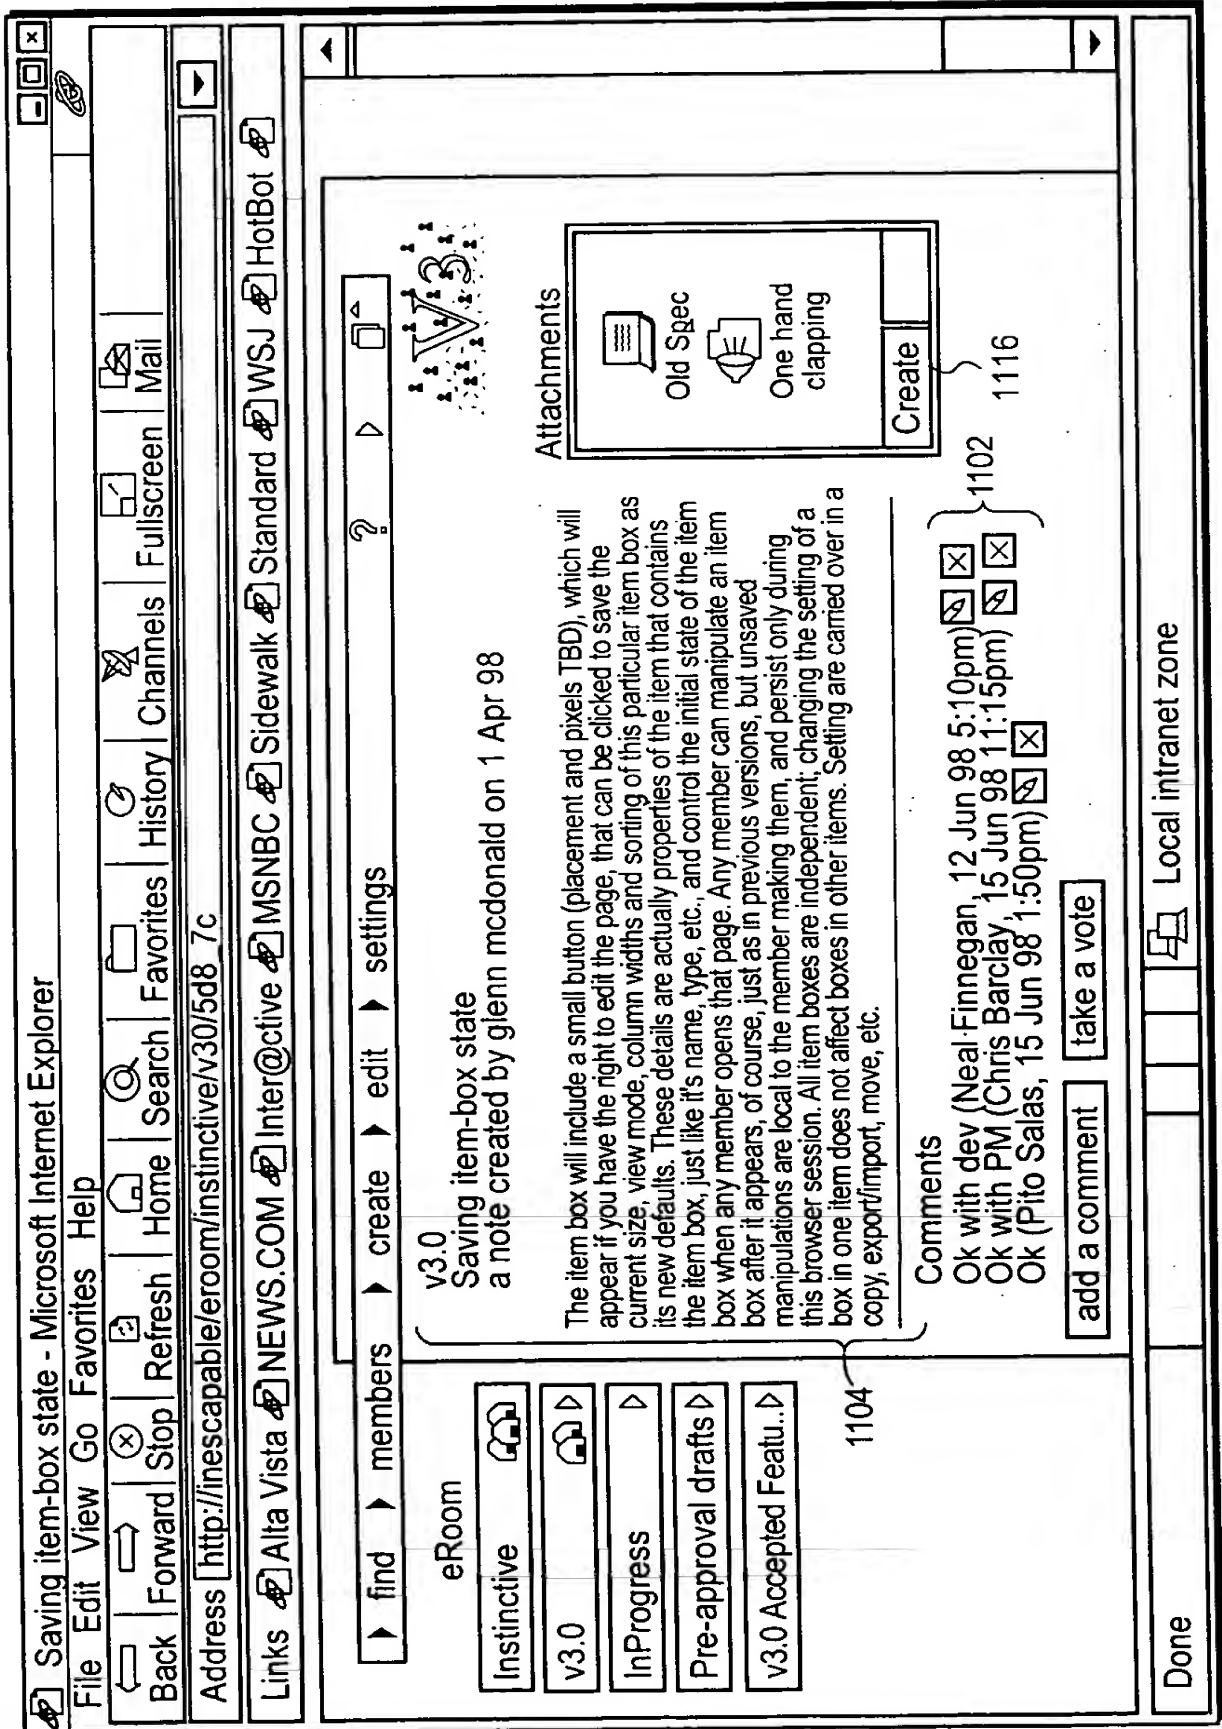 Saving item-box state - Microsoft Internet Explorer
File Edit View Go Favorites Help
Back Forward Stop Refresh Home Search Favorites History Channels Fullscreen Mail
Address http://inescapable/eroom/instinctive/v30/5d8_7c
Links Alta Vista NEWS.COM Inter@ctive MSNBC Sidewalk Standard WSJ HotBot
find members create edit settings ?
eRoom
Instinctive
v3.0
InProgress
Pre-approval drafts
v3.0 Accepted Featu..
1104
V3
v3.0
Saving item-box state
a note created by glenn mcdonald on 1 Apr 98
The item box will include a small button (placement and pixels TBD), which will
appear if you have the right to edit the page, that can be clicked to save the
current size, view mode, column widths and sorting of this particular item box as
its new defaults. These details are actually properties of the item that contains
the item box, just like it's name, type, etc., and control the initial state of the item
box when any member opens that page. Any member can manipulate an item
box after it appears, of course, just as in previous versions, but unsaved
manipulations are local to the member making them, and persist only during
this browser session. All item boxes are independent; changing the setting of a
box in one item does not affect boxes in other items. Setting are carried over in a
copy, export/import, move, etc.
Attachments
Old Spec
One hand
clapping
Create
1116
Comments
Ok with dev (Neal Finnegan, 12 Jun 98 5:10pm)
Ok with PM (Chris Barclay, 15 Jun 98 11:15pm)
Ok (Pito Salas, 15 Jun 98 1:50pm)
1102
add a comment take a vote
Done Local intranet zone